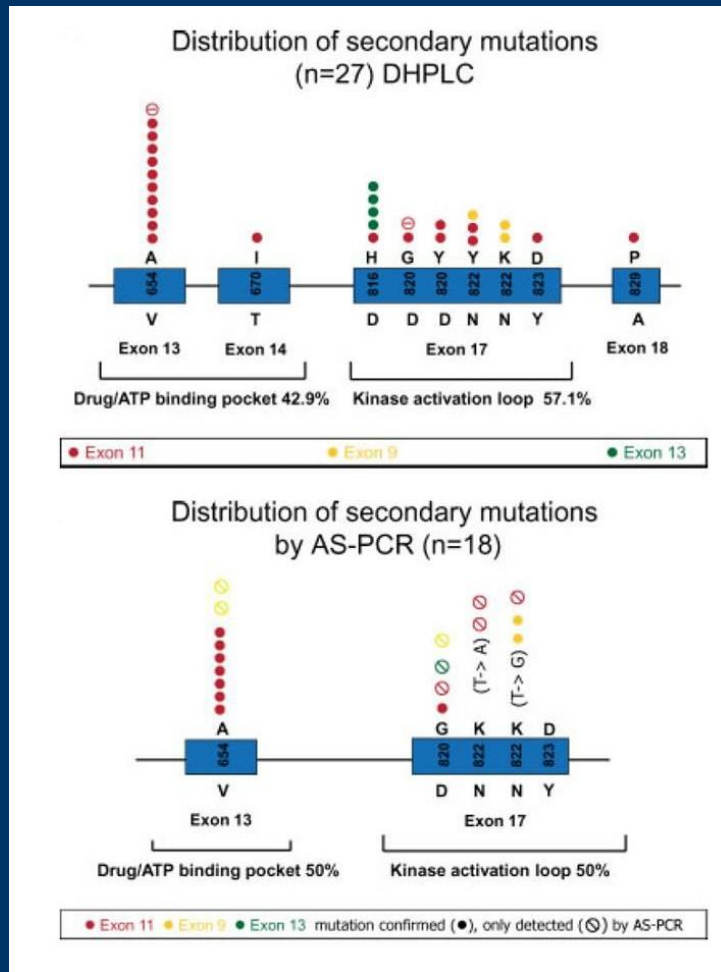 Distribution of secondary mutations
(n=27) DHPLC
A I H G Y Y K D P
654 670 816 820 820 822 822 823 829
V T D D D N N Y A
Exon 13 Exon 14 Exon 17 Exon 18
Drug/ATP binding pocket 42.9% Kinase activation loop 57.1%
Exon 11 Exon 9 Exon 13
Distribution of secondary mutations
by AS-PCR (n=18)
(T-> A) (T-> G)
A G K K D
654 820 822 822 823
V D N N Y
Exon 13 Exon 17
Drug/ATP binding pocket 50% Kinase activation loop 50%
Exon 11 Exon 9 Exon 13 mutation confirmed (●), only detected (⦸) by AS-PCR